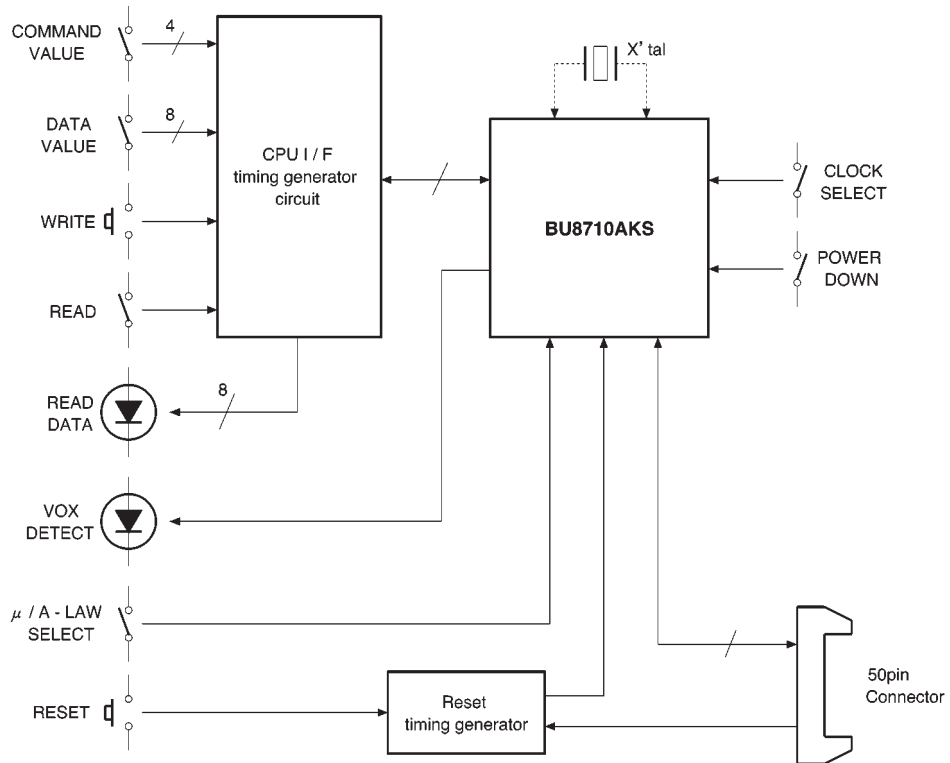 COMMAND
VALUE
4
DATA
VALUE
8
WRITE
READ
CPU I / F
timing generator
circuit
X' tal
BU8710AKS
CLOCK
SELECT
POWER
DOWN
READ
DATA
8
VOX
DETECT
μ / A - LAW
SELECT
RESET
Reset
timing generator
50pin
Connector